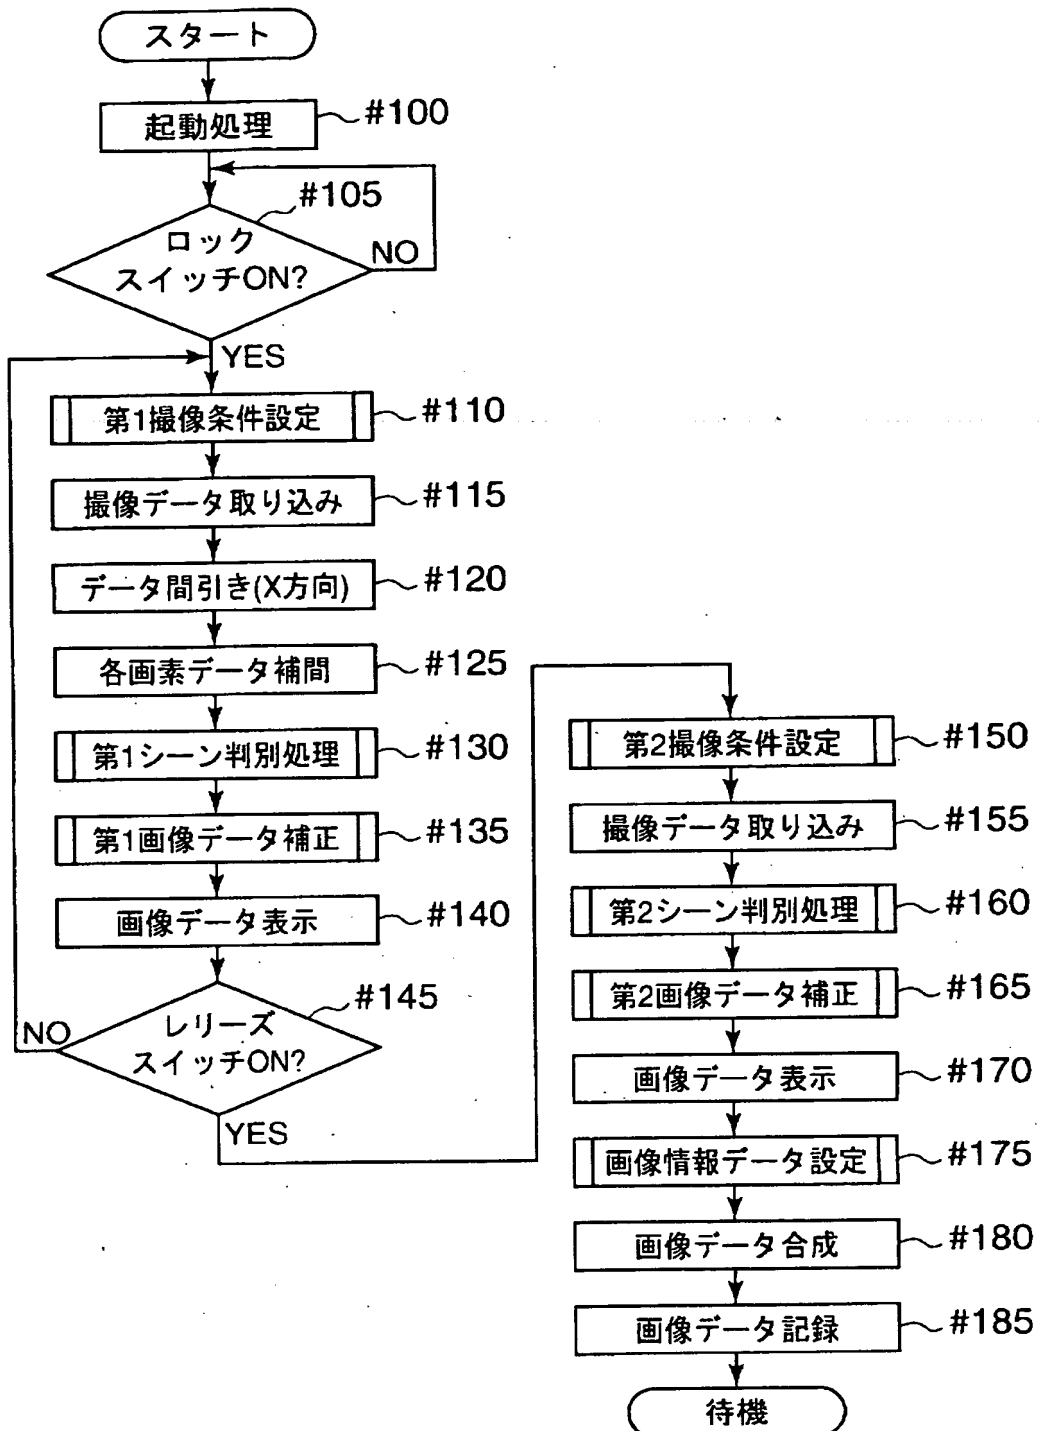 スタート
起動処理
#100
#105
ロック
スイッチON?
NO
YES
第1撮像条件設定
#110
撮像データ取り込み
#115
データ間引き(X方向)
#120
各画素データ補間
#125
第1シーン判別処理
#130
第1画像データ補正
#135
画像データ表示
#140
#145
レリーズ
スイッチON?
NO
YES
第2撮像条件設定
#150
撮像データ取り込み
#155
第2シーン判別処理
#160
第2画像データ補正
#165
画像データ表示
#170
画像情報データ設定
#175
画像データ合成
#180
画像データ記録
#185
待機